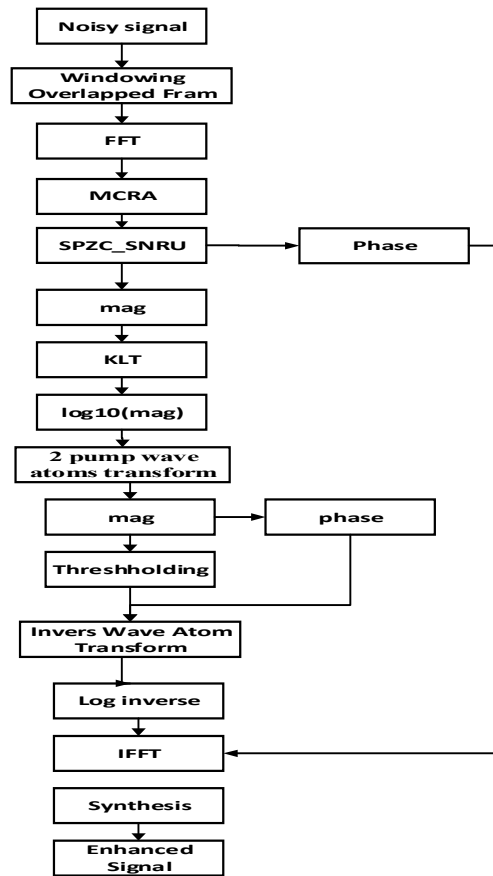 Noisy signal
Windowing
Overlapped Fram
FFT
MCRA
SPZC_SNRU
Phase
mag
KLT
log10(mag)
2 pump wave
atoms transform
mag
phase
Threshholding
Invers Wave Atom
Transform
Log inverse
IFFT
Synthesis
Enhanced
Signal